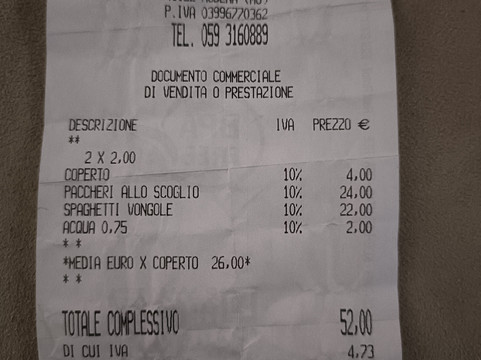 P.IVA 03996770362
TEL. 059 3160889
DOCUMENTO COMMERCIALE
DI VENDITA O PRESTAZIONE
DESCRIZIONE IVA PREZZO €
**
2 X 2,00
COPERTO 10% 4,00
PACCHERI ALLO SCOGLIO 10% 24,00
SPAGHETTI VONGOLE 10% 22,00
ACQUA 0,75 10% 2,00
* *
*MEDIA EURO X COPERTO 26,00*
* *
TOTALE COMPLESSIVO 52,00
DI CUI IVA 4,73